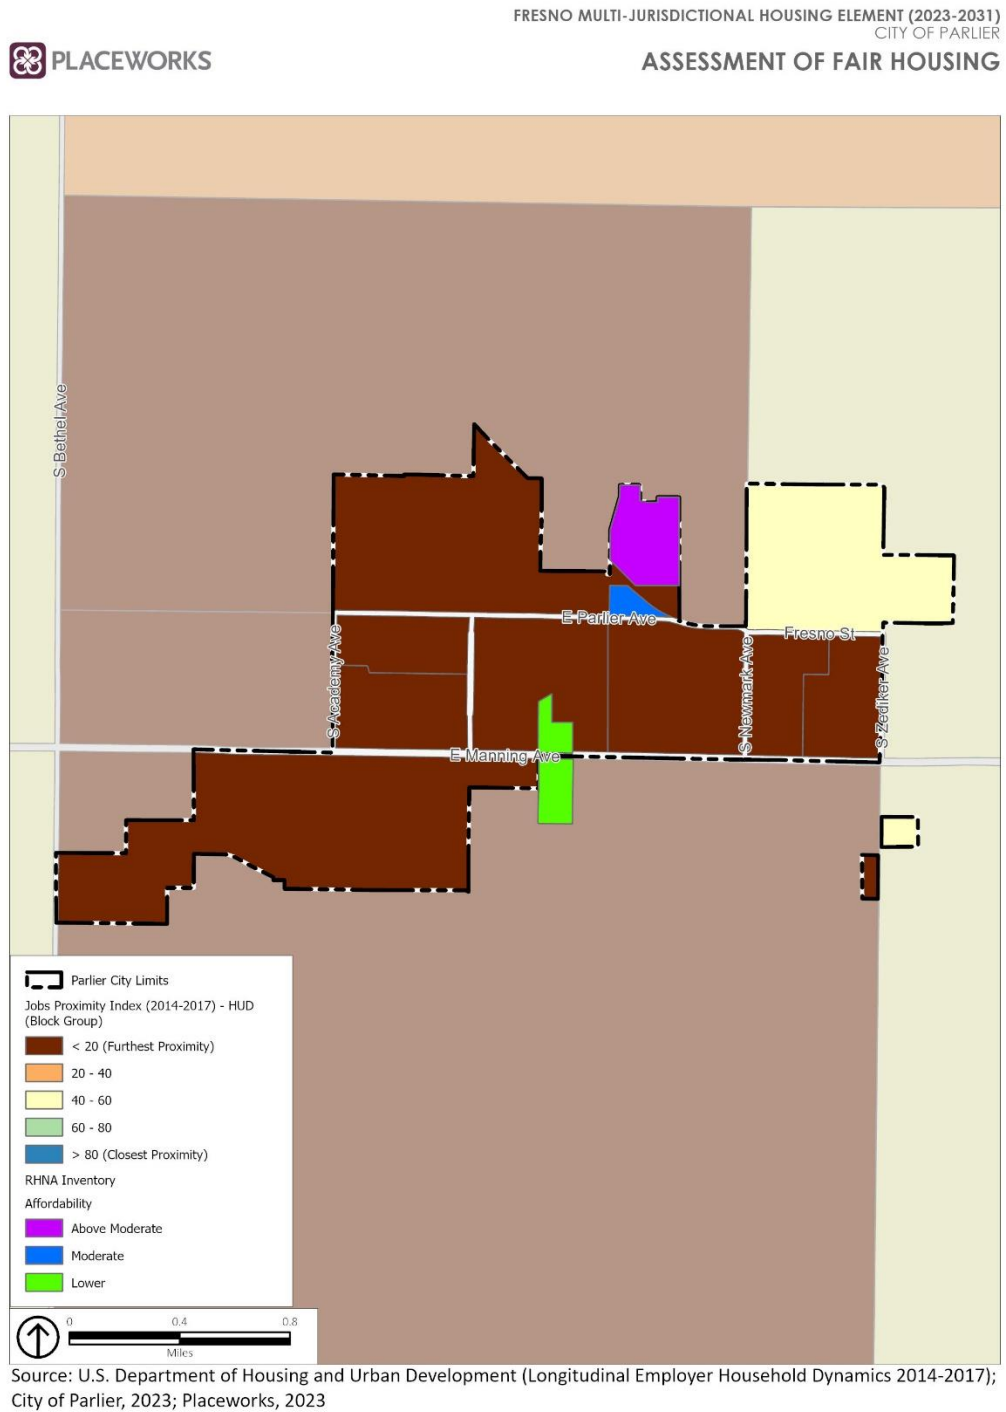 FRESNO MULTI-JURISDICTIONAL HOUSING ELEMENT (2023-2031)
CITY OF PARLIER
PLACEWORKS
ASSESSMENT OF FAIR HOUSING
S Bethel Ave
E Parlier Ave
Fresno St
S Academy Ave
S Newmark Ave
S Zediker Ave
E Manning Ave
Parlier City Limits
Jobs Proximity Index (2014-2017) - HUD
(Block Group)
< 20 (Furthest Proximity)
20 - 40
40 - 60
60 - 80
> 80 (Closest Proximity)
RHNA Inventory
Affordability
Above Moderate
Moderate
Lower
0 0.4 0.8
Miles
Source: U.S. Department of Housing and Urban Development (Longitudinal Employer Household Dynamics 2014-2017);
City of Parlier, 2023; Placeworks, 2023